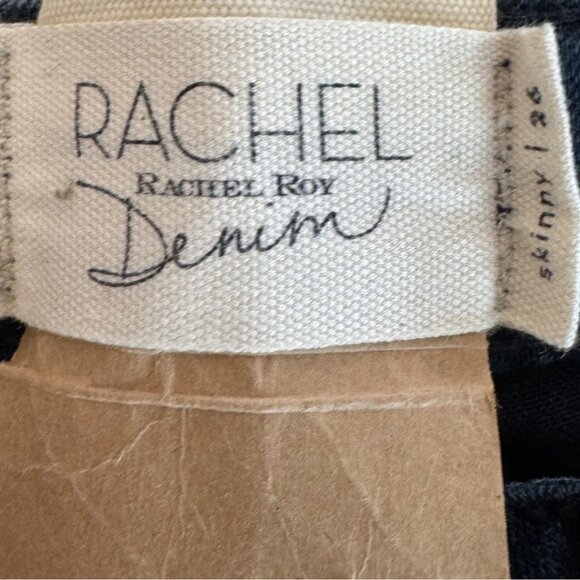 RACHEL
RACHEL ROY
Denim
skinny | 26